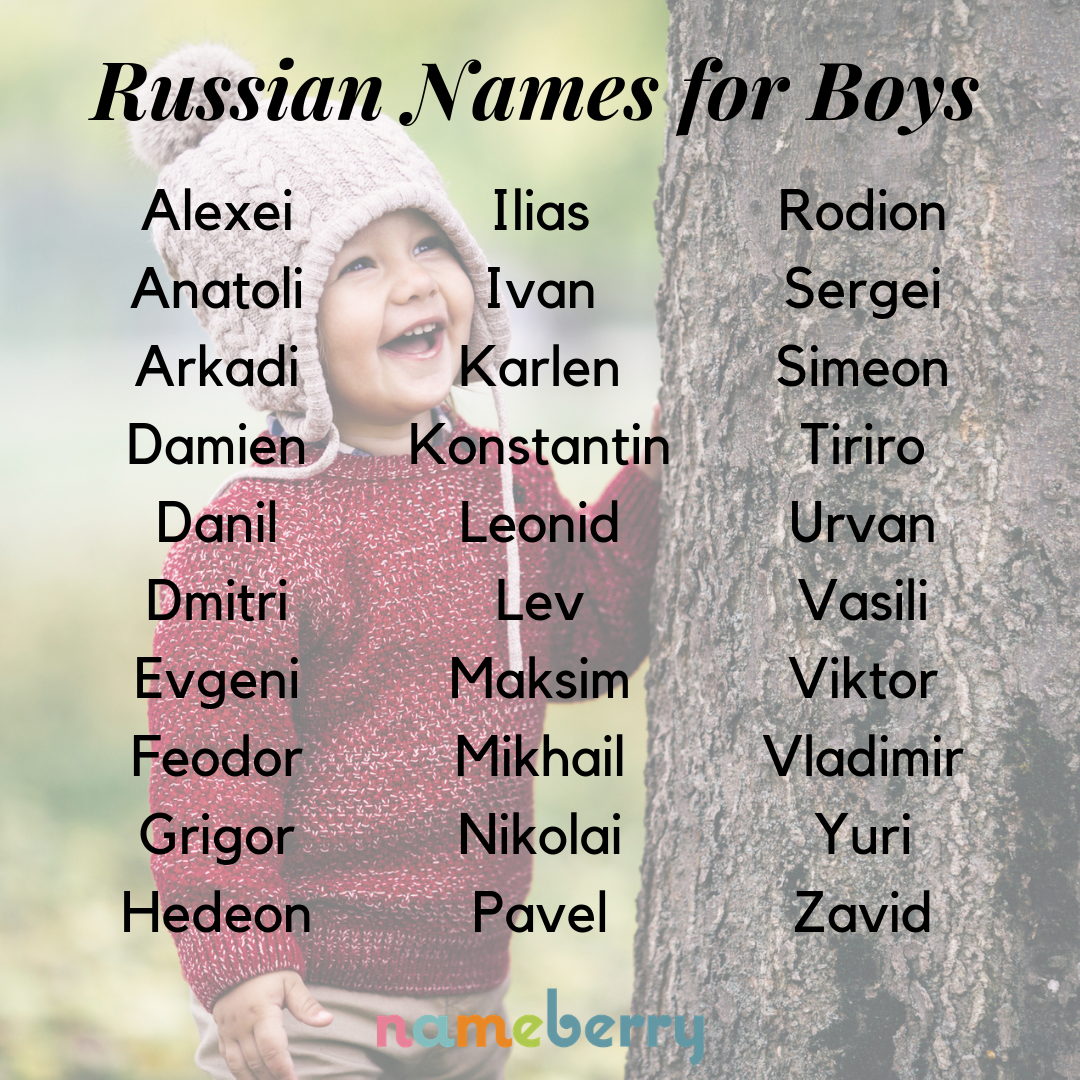 Russian Names for Boys
Alexei
Anatoli
Arkadi
Damien
Danil
Dmitri
Evgeni
Feodor
Grigor
Hedeon
Ilias
Ivan
Karlen
Konstantin
Leonid
Lev
Maksim
Mikhail
Nikolai
Pavel
Rodion
Sergei
Simeon
Tiriro
Urvan
Vasili
Viktor
Vladimir
Yuri
Zavid
nameberry